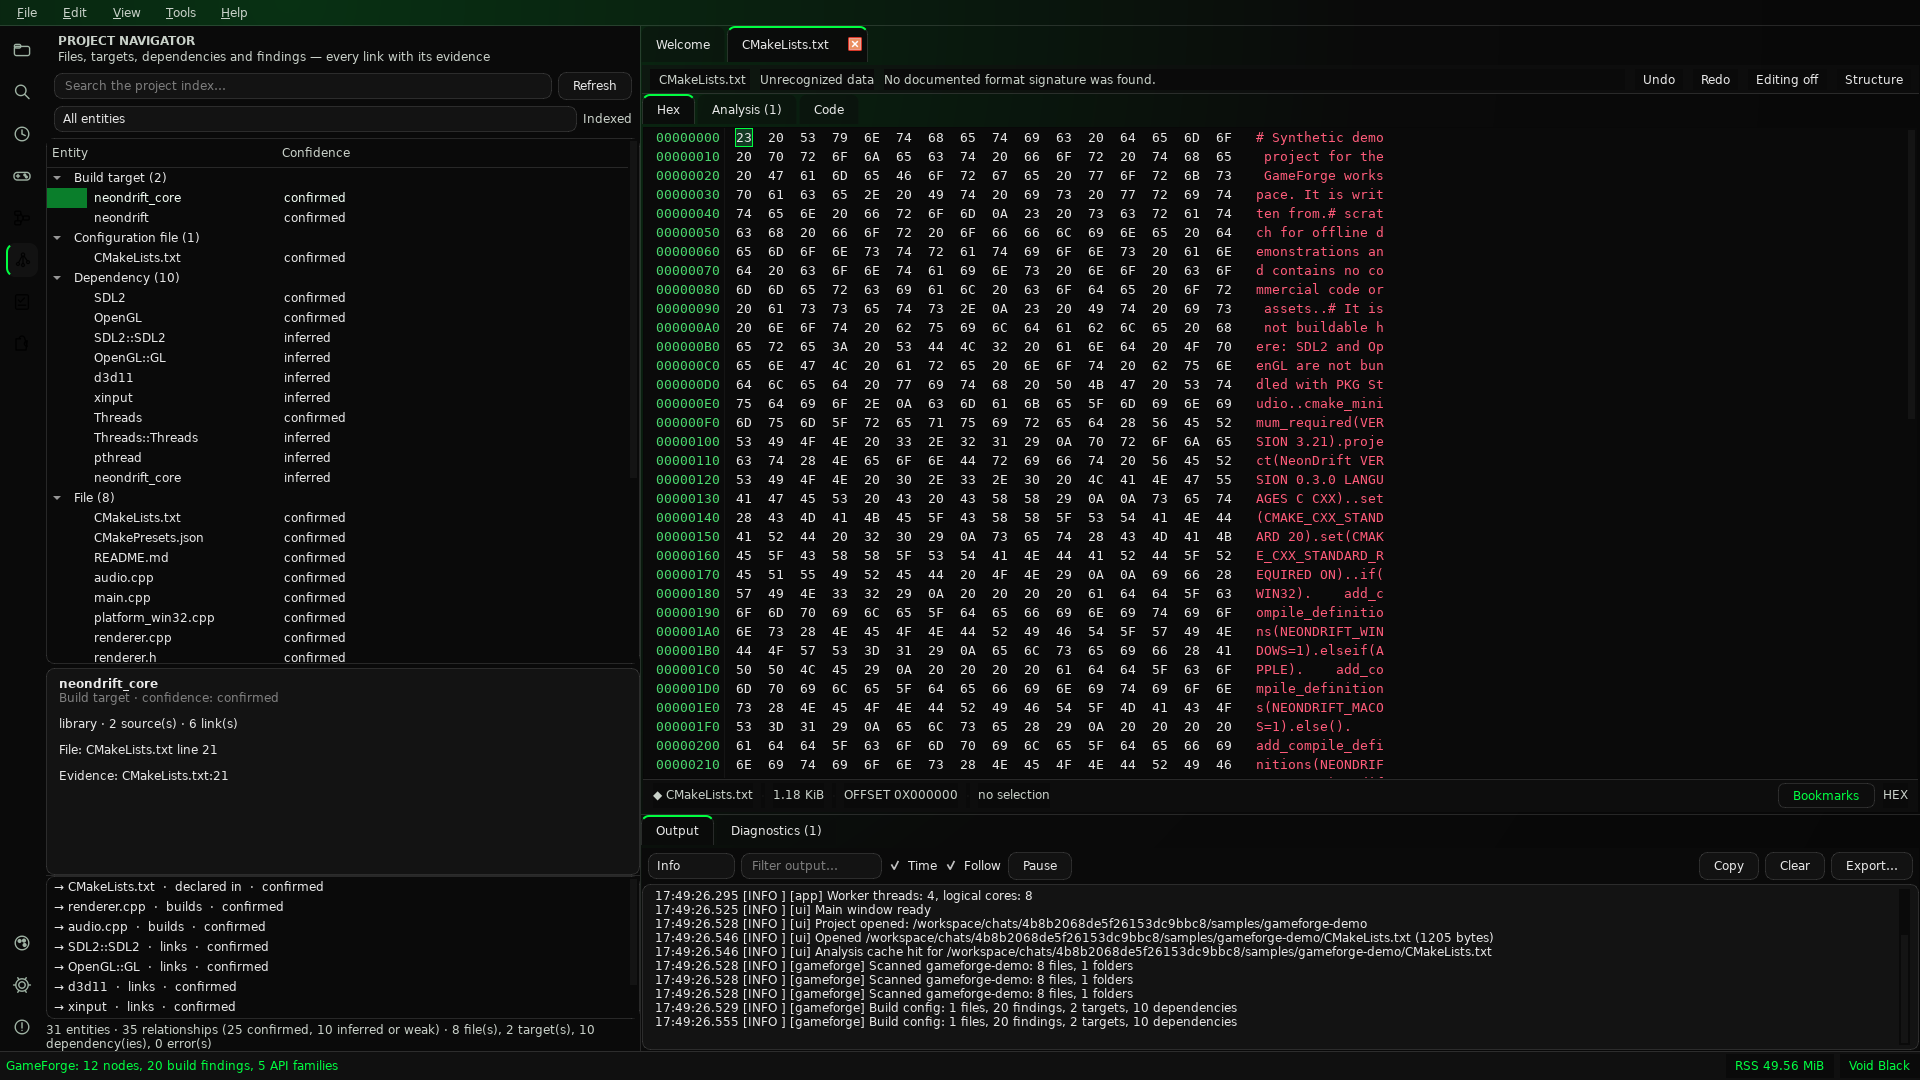 File Edit View Tools Help
PROJECT NAVIGATOR
Files, targets, dependencies and findings — every link with its evidence
Search the project index...
Refresh
All entities
Indexed
Entity Confidence
Build target (2)
neondrift_core confirmed
neondrift confirmed
Configuration file (1)
CMakeLists.txt confirmed
Dependency (10)
SDL2 confirmed
OpenGL confirmed
SDL2::SDL2 inferred
OpenGL::GL inferred
d3d11 inferred
xinput inferred
Threads confirmed
Threads::Threads inferred
pthread inferred
neondrift_core inferred
File (8)
CMakeLists.txt confirmed
CMakePresets.json confirmed
README.md confirmed
audio.cpp confirmed
main.cpp confirmed
platform_win32.cpp confirmed
renderer.cpp confirmed
renderer.h confirmed
neondrift_core
Build target · confidence: confirmed
library · 2 source(s) · 6 link(s)
File: CMakeLists.txt line 21
Evidence: CMakeLists.txt:21
→ CMakeLists.txt · declared in · confirmed
→ renderer.cpp · builds · confirmed
→ audio.cpp · builds · confirmed
→ SDL2::SDL2 · links · confirmed
→ OpenGL::GL · links · confirmed
→ d3d11 · links · confirmed
→ xinput · links · confirmed
31 entities · 35 relationships (25 confirmed, 10 inferred or weak) · 8 file(s), 2 target(s), 10
dependency(ies), 0 error(s)
Welcome CMakeLists.txt
CMakeLists.txt Unrecognized data No documented format signature was found. Undo Redo Editing off Structure
Hex Analysis (1) Code
00000000 23 20 53 79 6E 74 68 65 74 69 63 20 64 65 6D 6F # Synthetic demo
00000010 20 70 72 6F 6A 65 63 74 20 66 6F 72 20 74 68 65 project for the
00000020 20 47 61 6D 65 46 6F 72 67 65 20 77 6F 72 6B 73 GameForge works
00000030 70 61 63 65 2E 20 49 74 20 69 73 20 77 72 69 74 pace. It is writ
00000040 74 65 6E 20 66 72 6F 6D 0A 23 20 73 63 72 61 74 ten from.# scrat
00000050 63 68 20 66 6F 72 20 6F 66 66 6C 69 6E 65 20 64 ch for offline d
00000060 65 6D 6F 6E 73 74 72 61 74 69 6F 6E 73 20 61 6E emonstrations an
00000070 64 20 63 6F 6E 74 61 69 6E 73 20 6E 6F 20 63 6F d contains no co
00000080 6D 6D 65 72 63 69 61 6C 20 63 6F 64 65 20 6F 72 mmercial code or
00000090 20 61 73 73 65 74 73 2E 0A 23 20 49 74 20 69 73 assets..# It is
000000A0 20 6E 6F 74 20 62 75 69 6C 64 61 62 6C 65 20 68 not buildable h
000000B0 65 72 65 3A 20 53 44 4C 32 20 61 6E 64 20 4F 70 ere: SDL2 and Op
000000C0 65 6E 47 4C 20 61 72 65 20 6E 6F 74 20 62 75 6E enGL are not bun
000000D0 64 6C 65 64 20 77 69 74 68 20 50 4B 47 20 53 74 dled with PKG St
000000E0 75 64 69 6F 2E 0A 63 6D 61 6B 65 5F 6D 69 6E 69 udio..cmake_mini
000000F0 6D 75 6D 5F 72 65 71 75 69 72 65 64 28 56 45 52 mum_required(VER
00000100 53 49 4F 4E 20 33 2E 32 31 29 0A 70 72 6F 6A 65 SION 3.21).proje
00000110 63 74 28 4E 65 6F 6E 44 72 69 66 74 20 56 45 52 ct(NeonDrift VER
00000120 53 49 4F 4E 20 30 2E 33 2E 30 20 4C 41 4E 47 55 SION 0.3.0 LANGU
00000130 41 47 45 53 20 43 20 43 58 58 29 0A 0A 73 65 74 AGES C CXX)..set
00000140 28 43 4D 41 4B 45 5F 43 58 58 5F 53 54 41 4E 44 (CMAKE_CXX_STAND
00000150 41 52 44 20 32 30 29 0A 73 65 74 28 43 4D 41 4B ARD 20).set(CMAK
00000160 45 5F 43 58 58 5F 53 54 41 4E 44 41 52 44 5F 52 E_CXX_STANDARD_R
00000170 45 51 55 49 52 45 44 20 4F 4E 29 0A 0A 69 66 28 EQUIRED ON)..if(
00000180 57 49 4E 33 32 29 0A 20 20 20 20 61 64 64 5F 63 WIN32).    add_c
00000190 6F 6D 70 69 6C 65 5F 64 65 66 69 6E 69 74 69 6F ompile_definitio
000001A0 6E 73 28 4E 45 4F 4E 44 52 49 46 54 5F 57 49 4E ns(NEONDRIFT_WIN
000001B0 44 4F 57 53 3D 31 29 0A 65 6C 73 65 69 66 28 41 DOWS=1).elseif(A
000001C0 50 50 4C 45 29 0A 20 20 20 20 61 64 64 5F 63 6F PPLE).    add_co
000001D0 6D 70 69 6C 65 5F 64 65 66 69 6E 69 74 69 6F 6E mpile_definition
000001E0 73 28 4E 45 4F 4E 44 52 49 46 54 5F 4D 41 43 4F s(NEONDRIFT_MACO
000001F0 53 3D 31 29 0A 65 6C 73 65 28 29 0A 20 20 20 20 S=1).else().
00000200 61 64 64 5F 63 6F 6D 70 69 6C 65 5F 64 65 66 69 add_compile_defi
00000210 6E 69 74 69 6F 6E 73 28 4E 45 4F 4E 44 52 49 46 nitions(NEONDRIF
◆ CMakeLists.txt 1.18 KiB OFFSET 0X000000 no selection Bookmarks HEX
Output Diagnostics (1)
Info Filter output... ✓ Time ✓ Follow Pause Copy Clear Export...
17:49:26.295 [INFO ] [app] Worker threads: 4, logical cores: 8
17:49:26.525 [INFO ] [ui] Main window ready
17:49:26.528 [INFO ] [ui] Project opened: /workspace/chats/4b8b2068de5f26153dc9bbc8/samples/gameforge-demo
17:49:26.546 [INFO ] [ui] Opened /workspace/chats/4b8b2068de5f26153dc9bbc8/samples/gameforge-demo/CMakeLists.txt (1205 bytes)
17:49:26.546 [INFO ] [ui] Analysis cache hit for /workspace/chats/4b8b2068de5f26153dc9bbc8/samples/gameforge-demo/CMakeLists.txt
17:49:26.528 [INFO ] [gameforge] Scanned gameforge-demo: 8 files, 1 folders
17:49:26.528 [INFO ] [gameforge] Scanned gameforge-demo: 8 files, 1 folders
17:49:26.528 [INFO ] [gameforge] Scanned gameforge-demo: 8 files, 1 folders
17:49:26.529 [INFO ] [gameforge] Build config: 1 files, 20 findings, 2 targets, 10 dependencies
17:49:26.555 [INFO ] [gameforge] Build config: 1 files, 20 findings, 2 targets, 10 dependencies
GameForge: 12 nodes, 20 build findings, 5 API families RSS 49.56 MiB Void Black